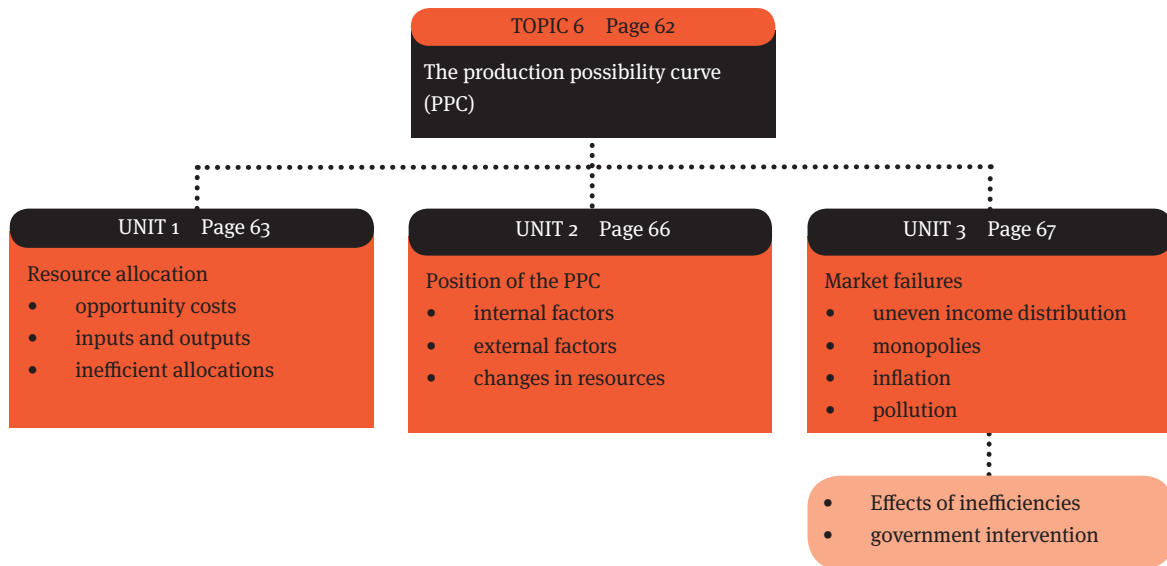 TOPIC 6 Page 62
The production possibility curve
(PPC)
UNIT 1 Page 63
Resource allocation
• opportunity costs
• inputs and outputs
• inefficient allocations
UNIT 2 Page 66
Position of the PPC
• internal factors
• external factors
• changes in resources
UNIT 3 Page 67
Market failures
• uneven income distribution
• monopolies
• inflation
• pollution
• Effects of inefficiencies
• government intervention